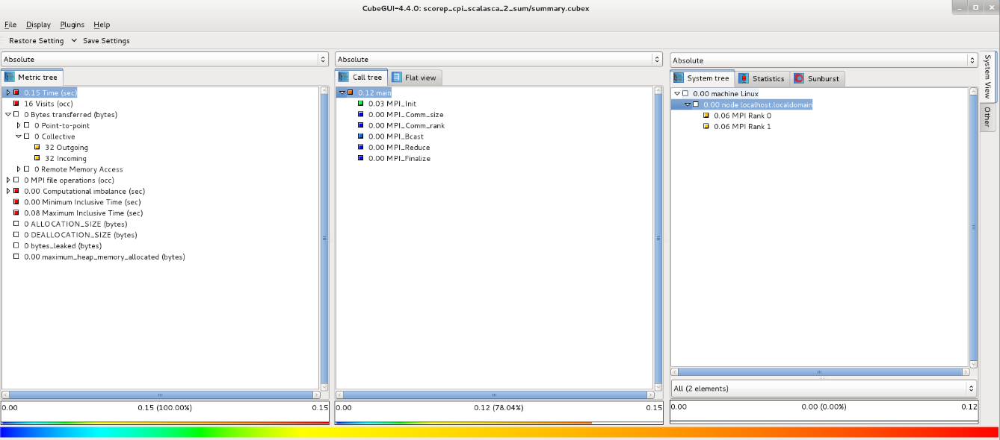 CubeGUI-4.4.0: scorep_cpi_scalasca_2_sum/summary.cubex
File Display Plugins Help
Restore Setting Save Settings
Absolute
Metric tree
0.15 Time (sec)
16 Visits (occ)
0 Bytes transferred (bytes)
0 Point-to-point
0 Collective
32 Outgoing
32 Incoming
0 Remote Memory Access
0 MPI file operations (occ)
0.00 Computational imbalance (sec)
0.00 Minimum Inclusive Time (sec)
0.08 Maximum Inclusive Time (sec)
0 ALLOCATION_SIZE (bytes)
0 DEALLOCATION_SIZE (bytes)
0 bytes_leaked (bytes)
0.00 maximum_heap_memory_allocated (bytes)
0.00 0.15 (100.00%) 0.15
Absolute
Call tree Flat view
0.12 main
0.03 MPI_Init
0.00 MPI_Comm_size
0.00 MPI_Comm_rank
0.00 MPI_Bcast
0.00 MPI_Reduce
0.00 MPI_Finalize
0.00 0.12 (78.04%) 0.15
Absolute
System tree Statistics Sunburst
0.00 machine Linux
0.00 node localhost.localdomain
0.06 MPI Rank 0
0.06 MPI Rank 1
All (2 elements)
0.00 0.00 (0.00%) 0.12
System View
Other